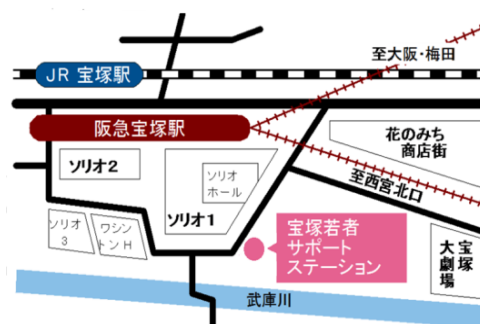 至大阪・梅田
JR 宝塚駅
阪急宝塚駅
花のみち
商店街
ソリオ2
ソリオ
ホール
至西宮北口
ソリオ1
ソリオ
3
ワシン
トンH
宝塚若者
サポート
ステーション
宝塚
大劇場
武庫川